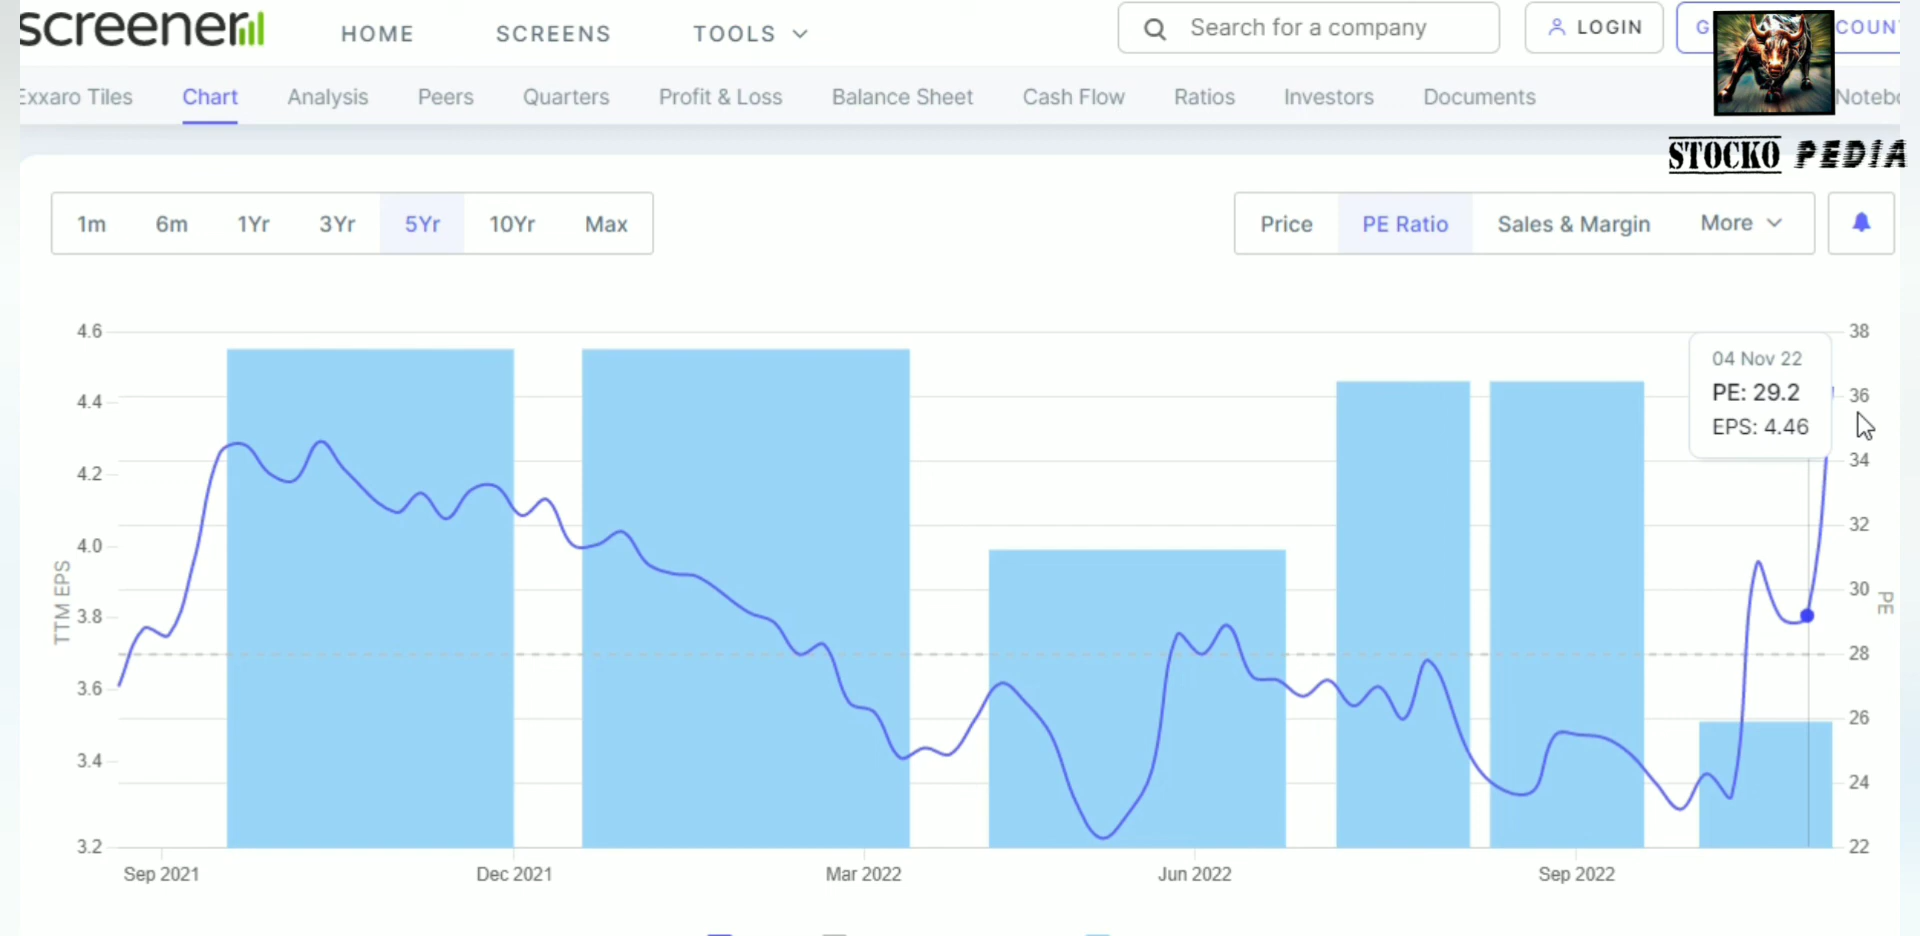 screener
HOME SCREENS TOOLS
Search for a company
LOGIN
G COUN
Exxaro Tiles Chart Analysis Peers Quarters Profit & Loss Balance Sheet Cash Flow Ratios Investors Documents Notebo
STOCKO PEDIA
1m 6m 1Yr 3Yr 5Yr 10Yr Max
Price PE Ratio Sales & Margin More
04 Nov 22
PE: 29.2
EPS: 4.46
TTM EPS
4.6
4.4
4.2
4.0
3.8
3.6
3.4
3.2
38
36
34
32
30
28
26
24
22
PE
Sep 2021 Dec 2021 Mar 2022 Jun 2022 Sep 2022